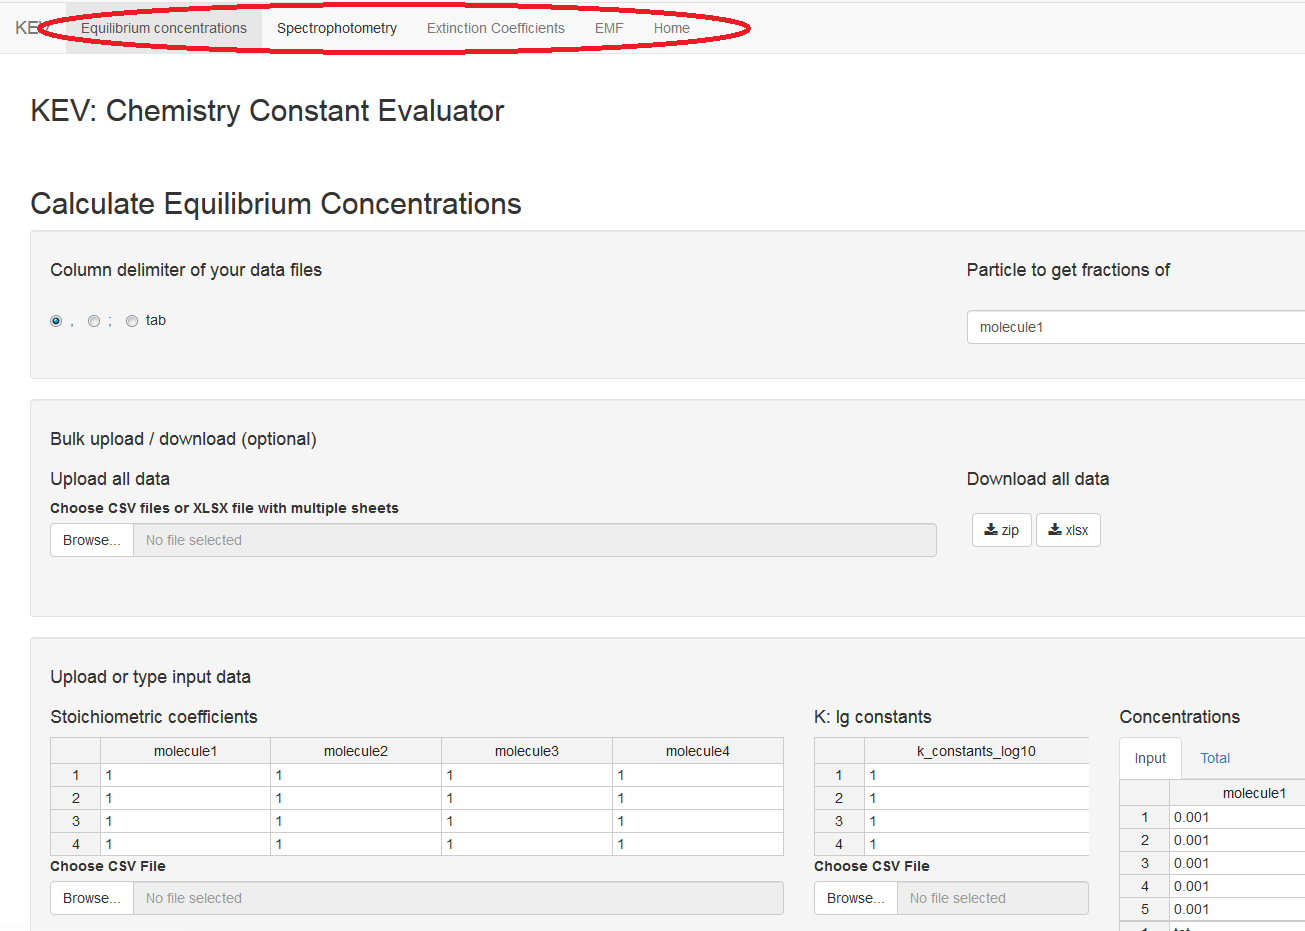 KEV Equilibrium concentrations Spectrophotometry Extinction Coefficients EMF Home
KEV: Chemistry Constant Evaluator
Calculate Equilibrium Concentrations
Column delimiter of your data files Particle to get fractions of
, ; tab molecule1
Bulk upload / download (optional)
Upload all data Download all data
Choose CSV files or XLSX file with multiple sheets
Browse... No file selected zip xlsx
Upload or type input data
Stoichiometric coefficients K: lg constants Concentrations
molecule1 molecule2 molecule3 molecule4 k_constants_log10 Input Total
1 1 1 1 1 1 1 molecule1
2 1 1 1 1 2 1 1 0.001
3 1 1 1 1 3 1 2 0.001
4 1 1 1 1 4 1 3 0.001
Choose CSV File Choose CSV File 4 0.001
Browse... No file selected Browse... No file selected 5 0.001